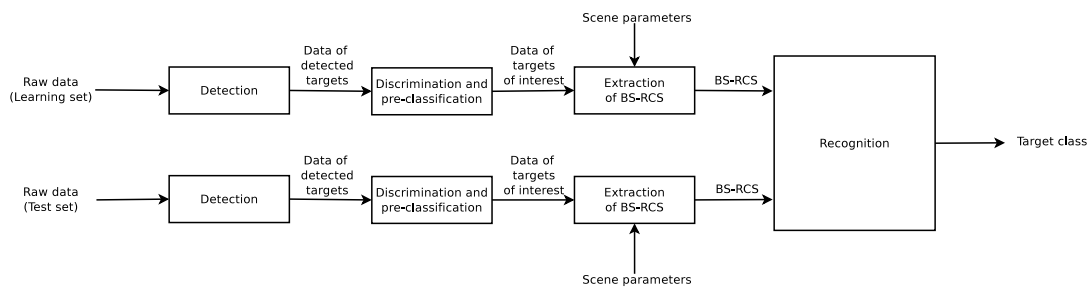 Scene parameters
Raw data
(Learning set)
Detection
Data of
detected
targets
Discrimination and
pre-classification
Data of
targets
of interest
Extraction
of BS-RCS
BS-RCS
Recognition
Target class
Raw data
(Test set)
Detection
Data of
detected
targets
Discrimination and
pre-classification
Data of
targets
of interest
Extraction
of BS-RCS
BS-RCS
Scene parameters